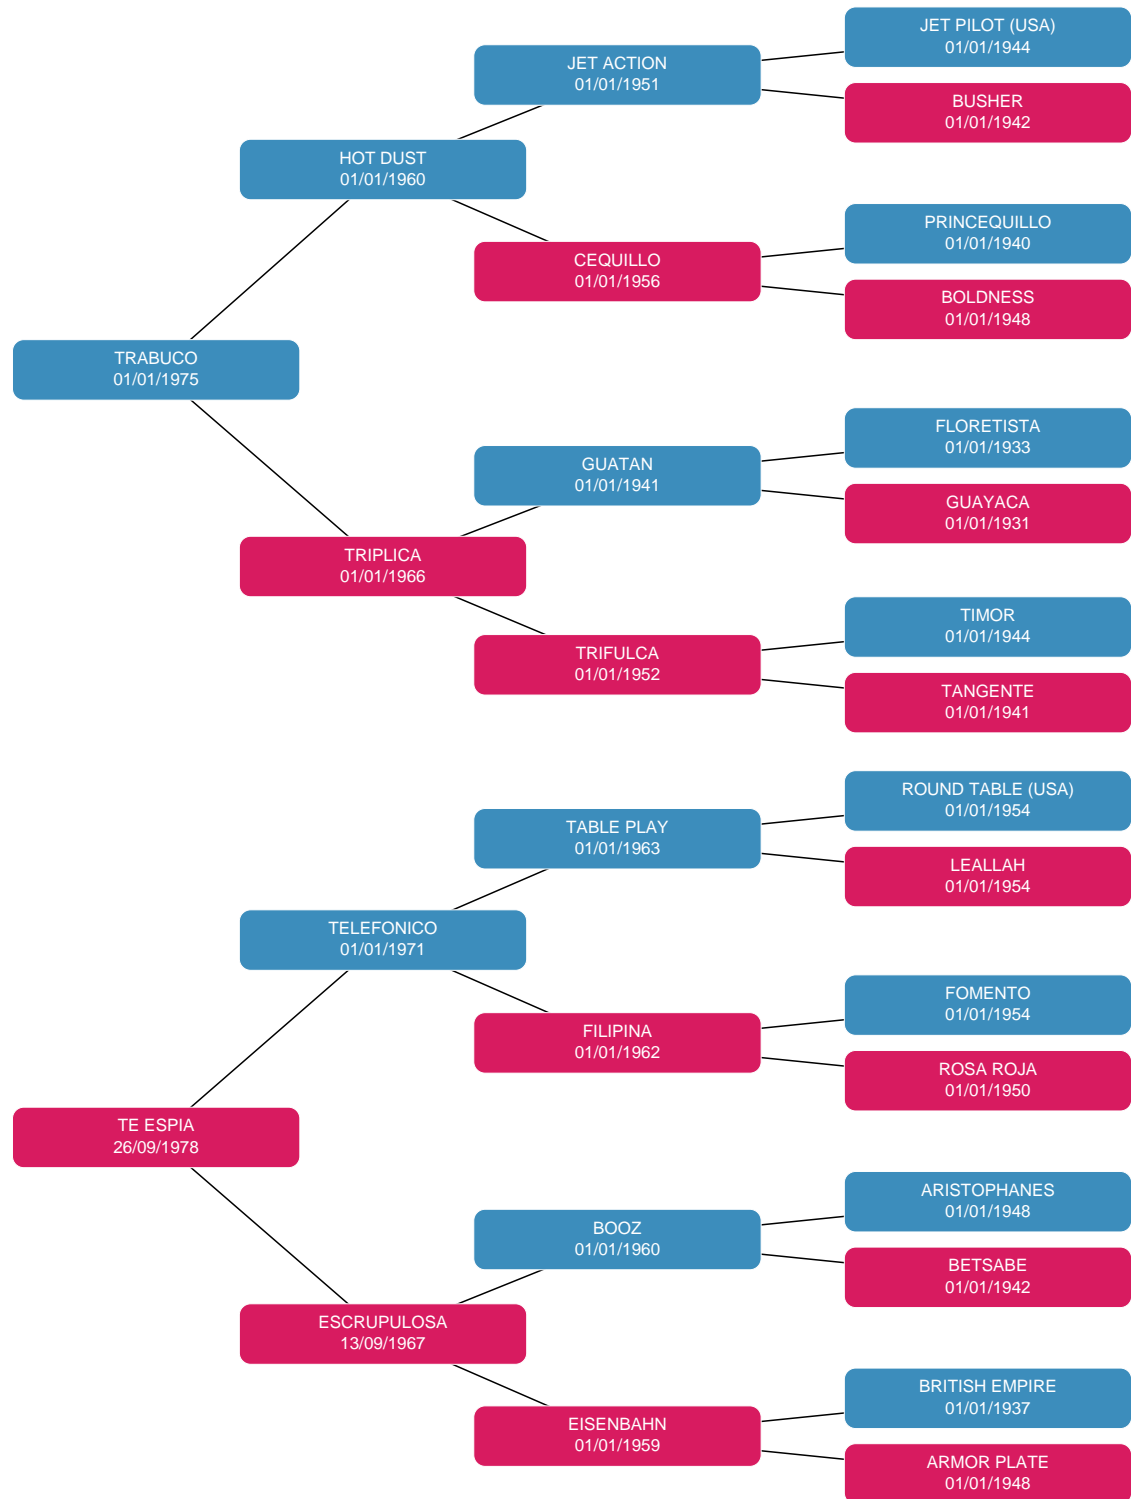 JET PILOT (USA)
01/01/1944
JET ACTION
01/01/1951
BUSHER
01/01/1942
HOT DUST
01/01/1960
PRINCEQUILLO
01/01/1940
CEQUILLO
01/01/1956
BOLDNESS
01/01/1948
TRABUCO
01/01/1975
FLORETISTA
01/01/1933
GUATAN
01/01/1941
GUAYACA
01/01/1931
TRIPLICA
01/01/1966
TIMOR
01/01/1944
TRIFULCA
01/01/1952
TANGENTE
01/01/1941
ROUND TABLE (USA)
01/01/1954
TABLE PLAY
01/01/1963
LEALLAH
01/01/1954
TELEFONICO
01/01/1971
FOMENTO
01/01/1954
FILIPINA
01/01/1962
ROSA ROJA
01/01/1950
TE ESPIA
26/09/1978
ARISTOPHANES
01/01/1948
BOOZ
01/01/1960
BETSABE
01/01/1942
ESCRUPULOSA
13/09/1967
BRITISH EMPIRE
01/01/1937
EISENBAHN
01/01/1959
ARMOR PLATE
01/01/1948